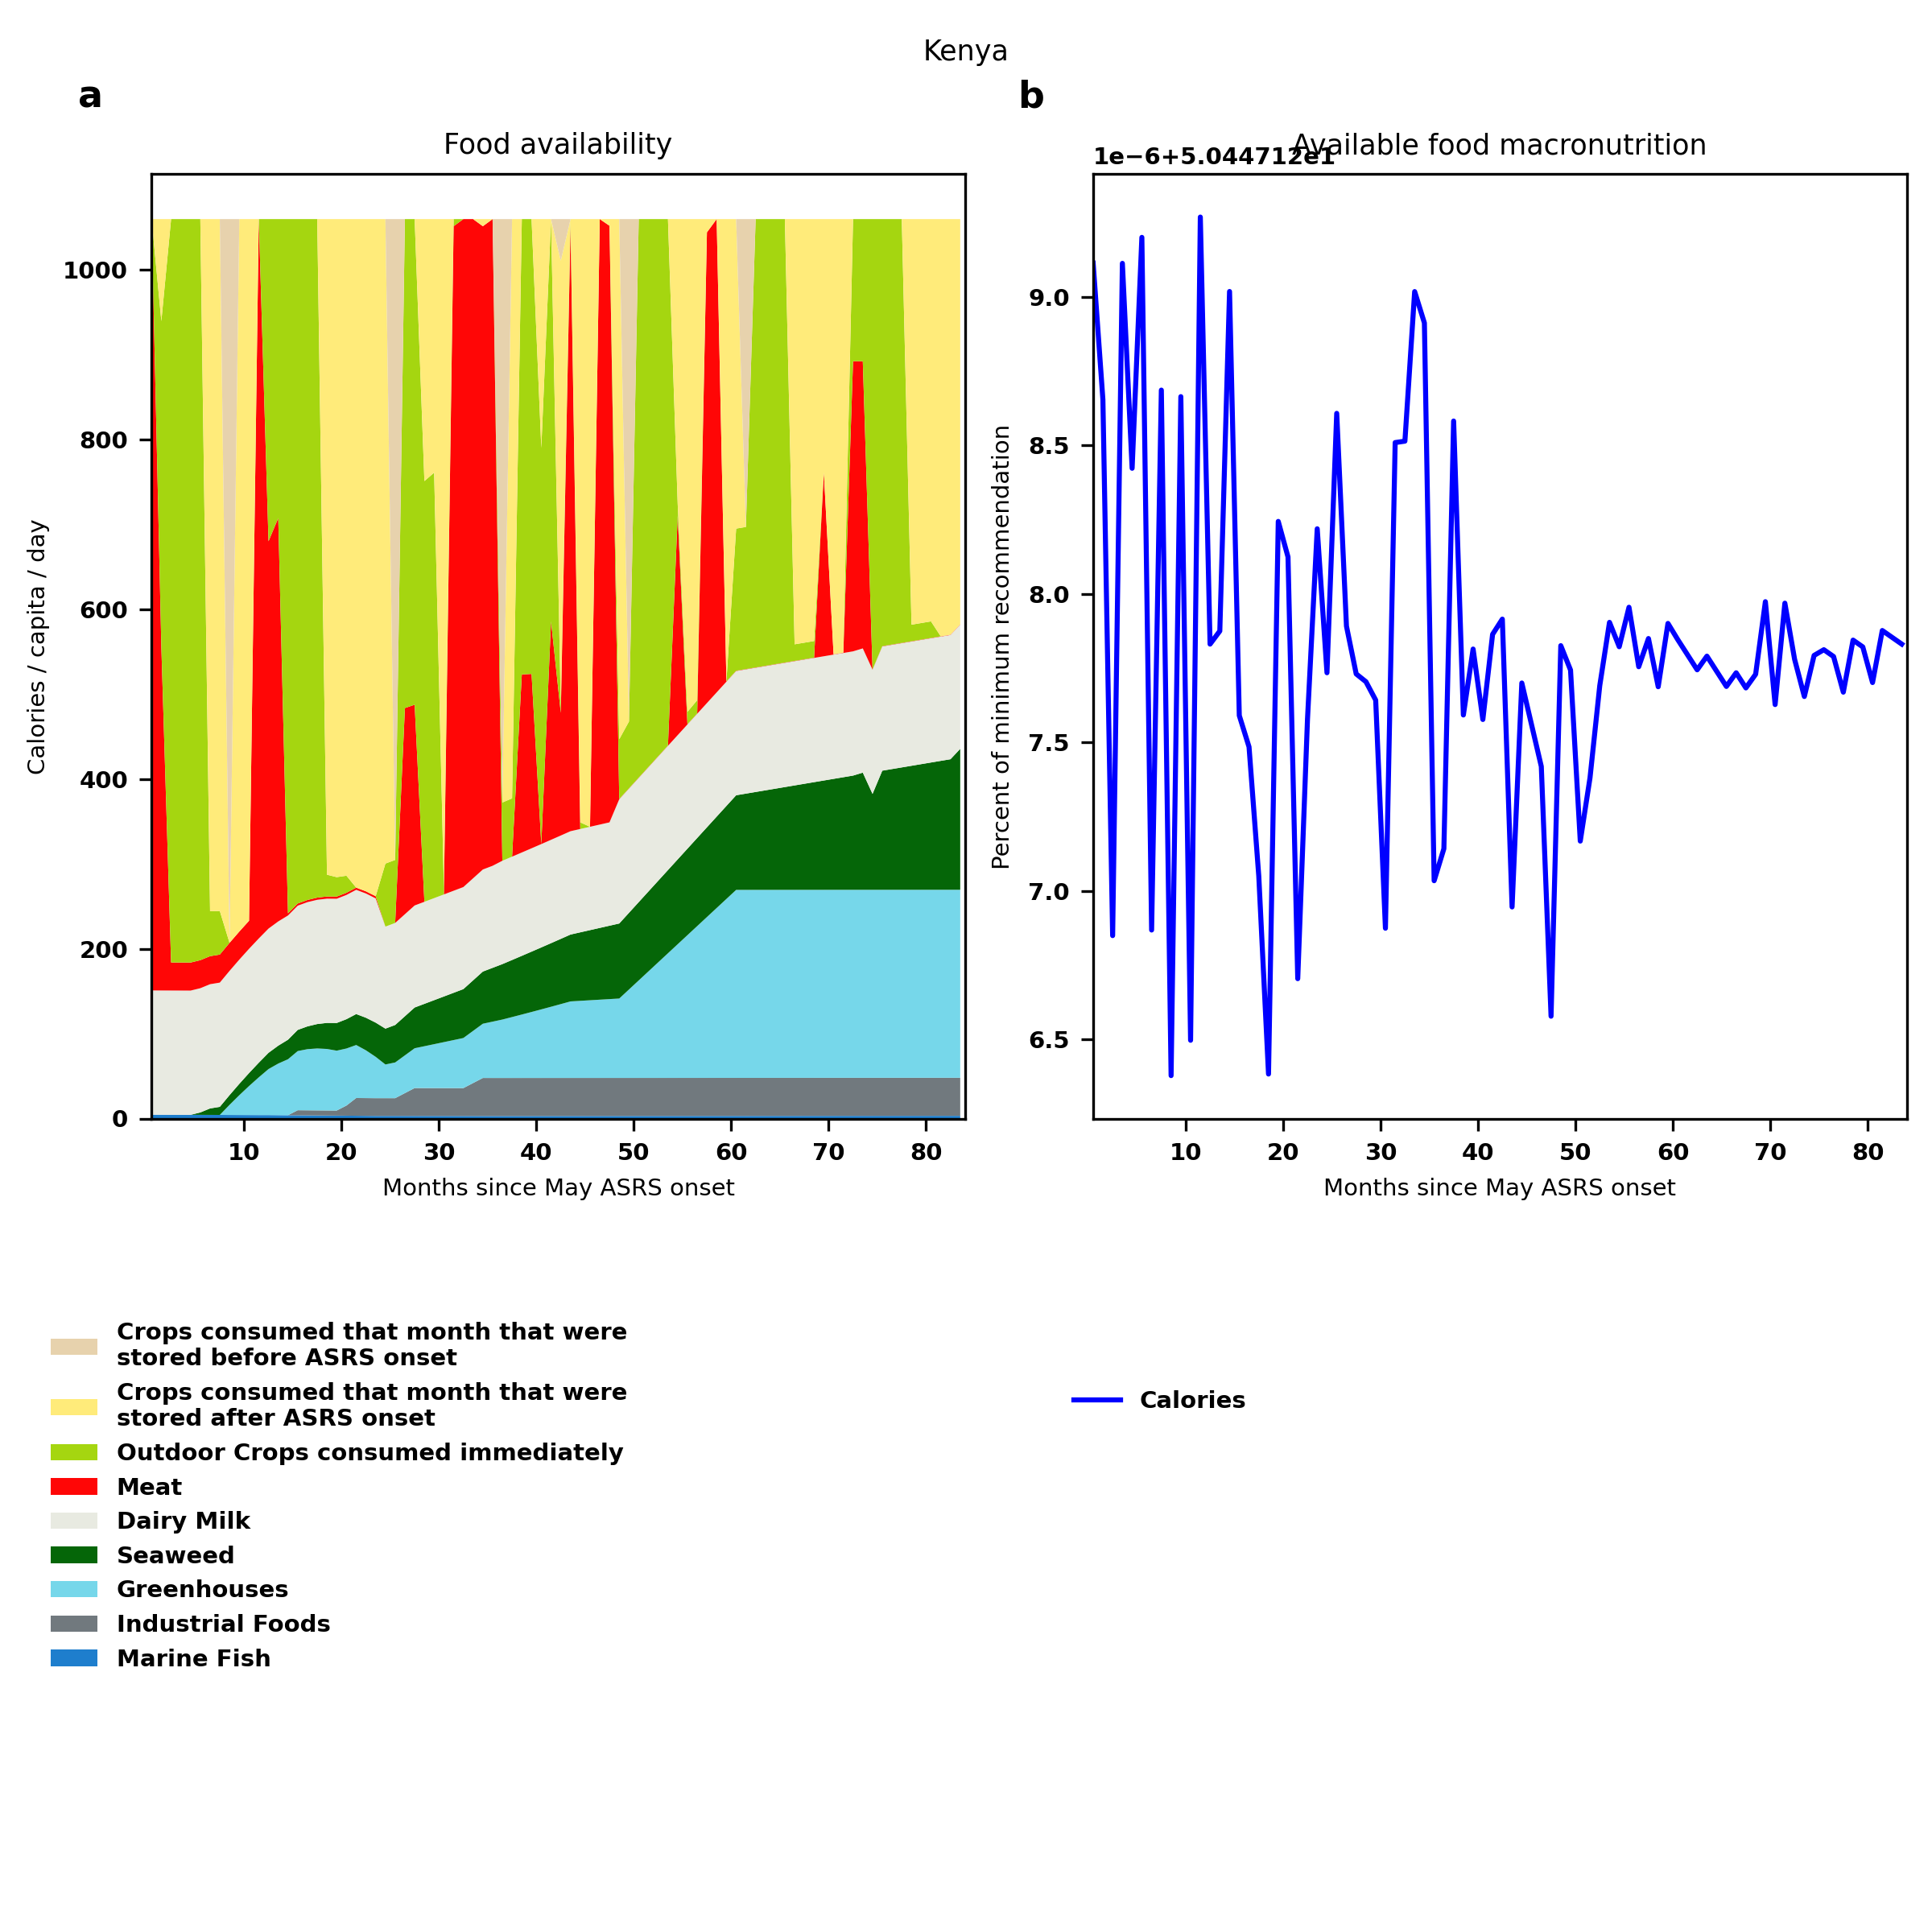 Kenya
a
Food availability
Calories / capita / day
1000
800
600
400
200
0
10 20 30 40 50 60 70 80
Months since May ASRS onset
b
Available food macronutrition
1e−6+5.044712e1
Percent of minimum recommendation
9.0
8.5
8.0
7.5
7.0
6.5
10 20 30 40 50 60 70 80
Months since May ASRS onset
Crops consumed that month that were
stored before ASRS onset
Crops consumed that month that were
stored after ASRS onset
Outdoor Crops consumed immediately
Meat
Dairy Milk
Seaweed
Greenhouses
Industrial Foods
Marine Fish
Calories